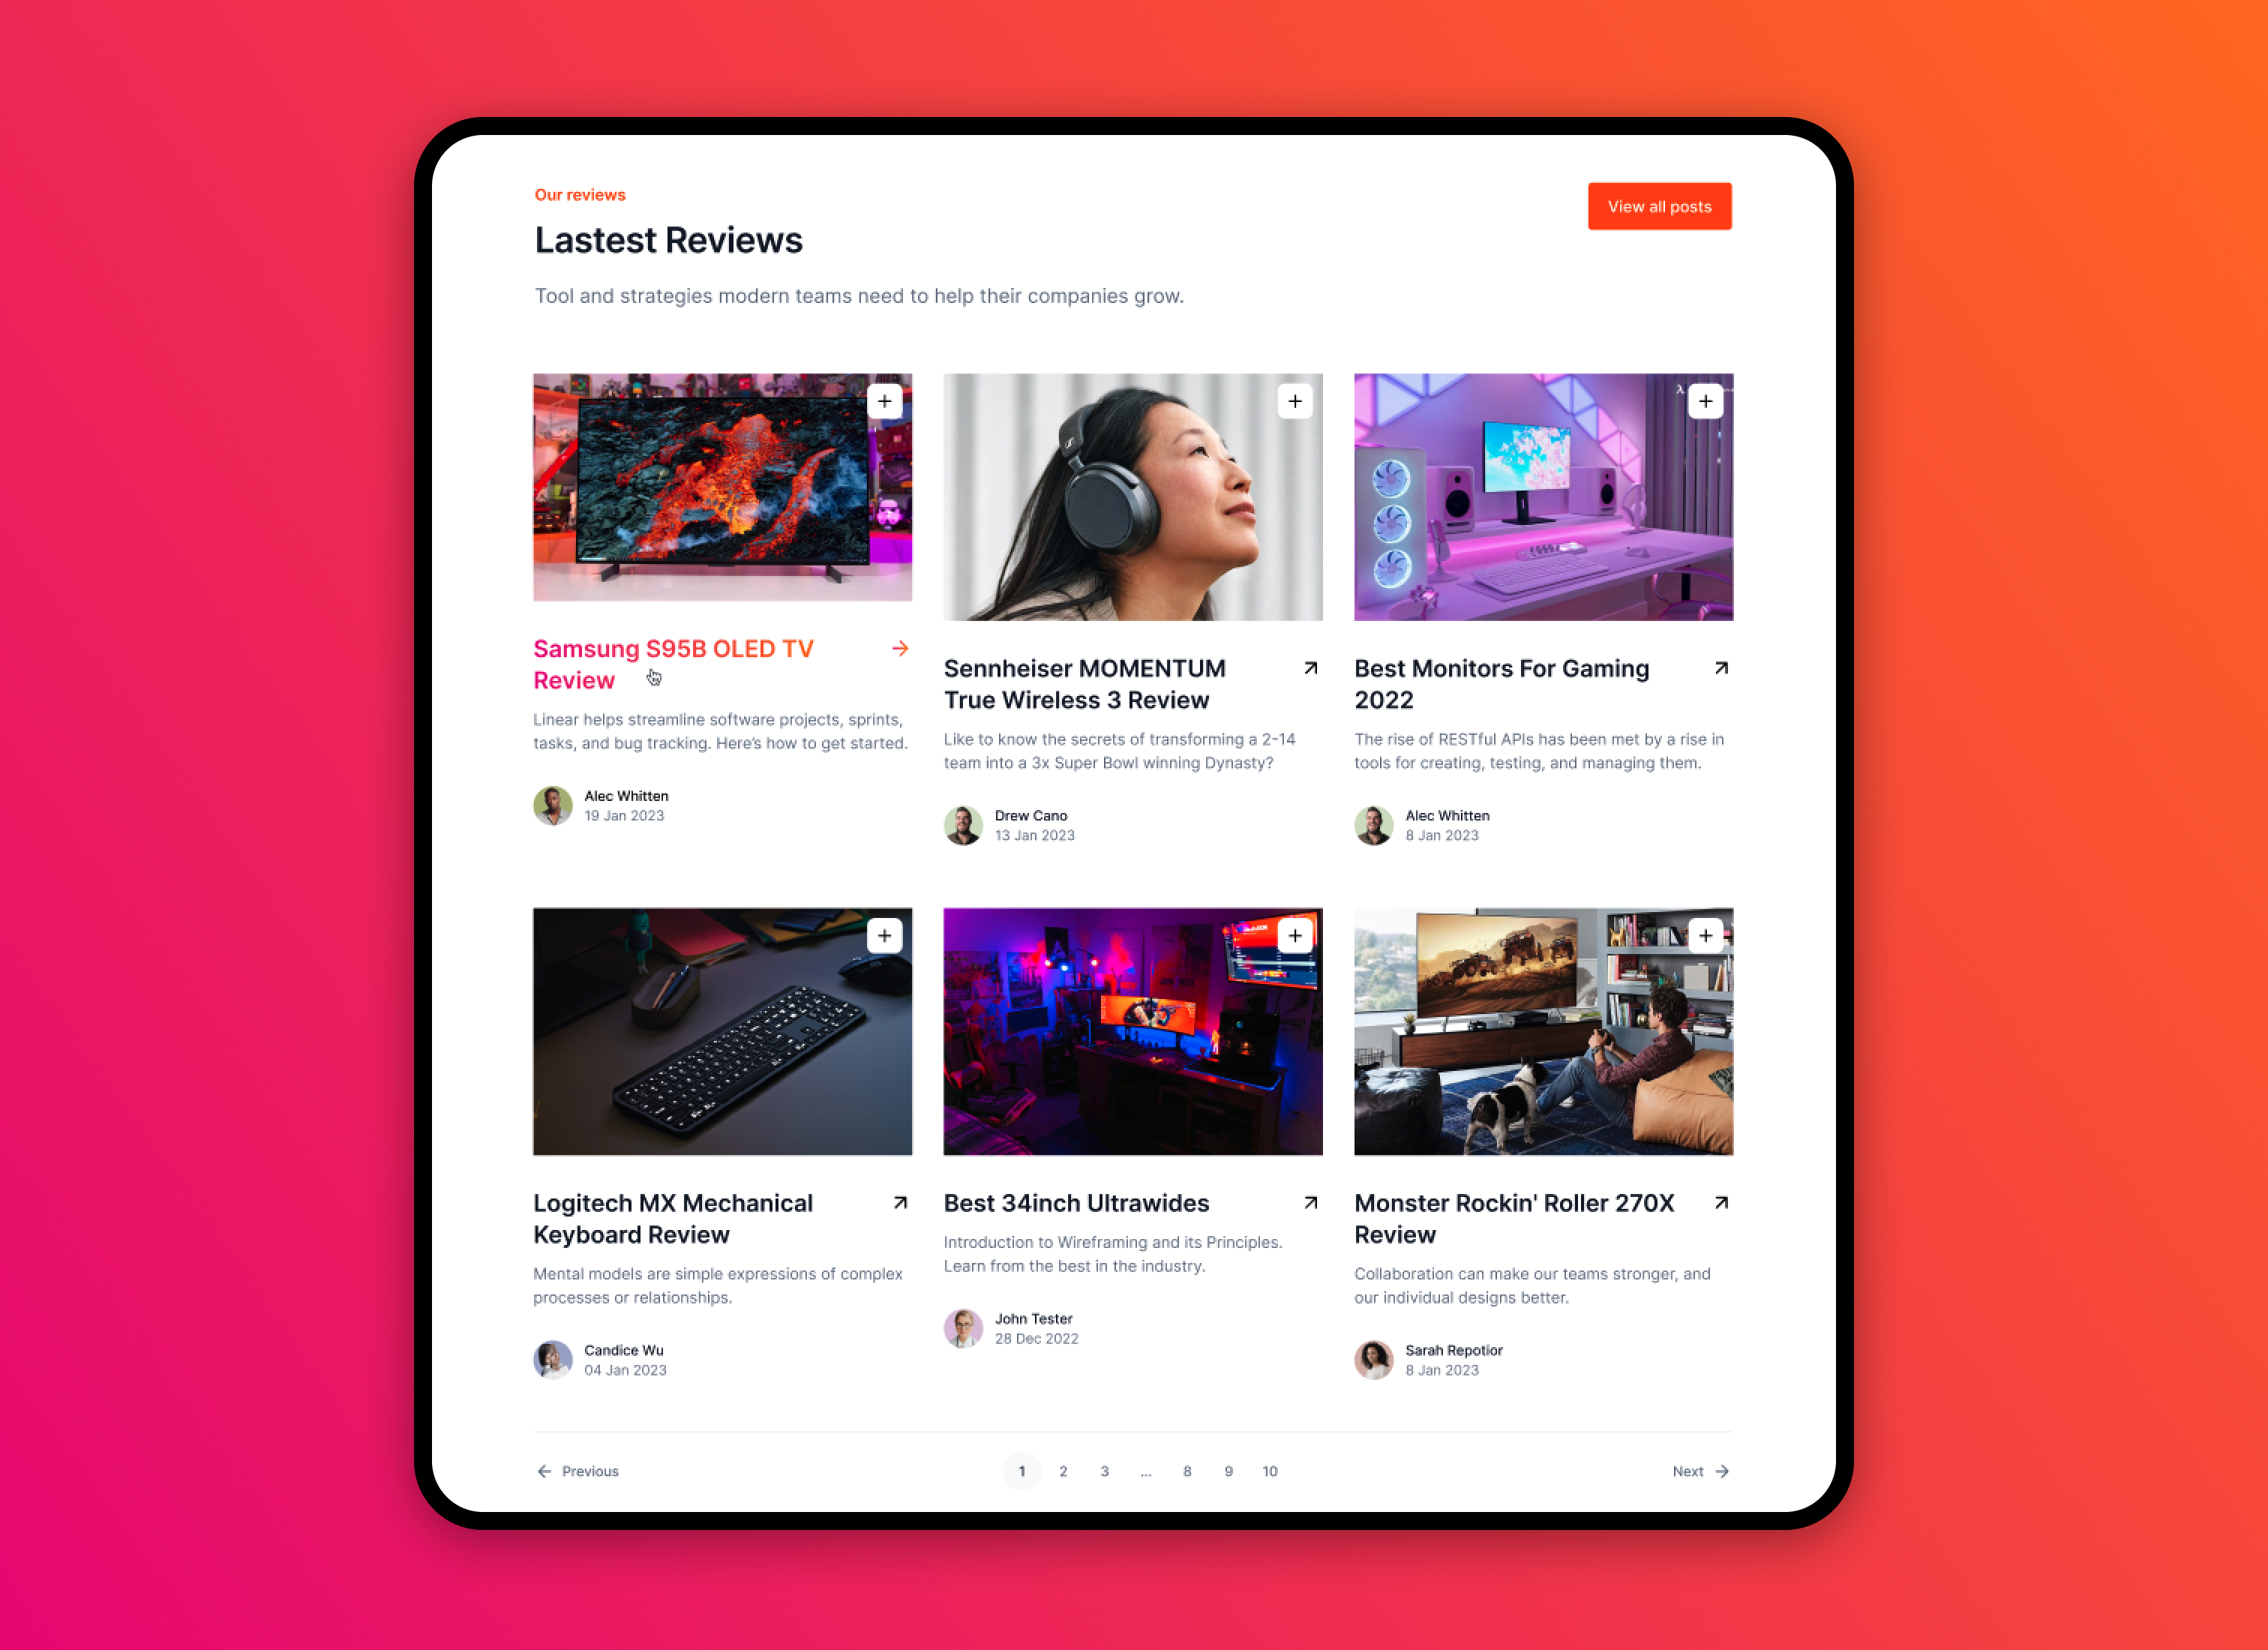 Our reviews
View all posts
Lastest Reviews
Tool and strategies modern teams need to help their companies grow.
Samsung S95B OLED TV
Review
Linear helps streamline software projects, sprints,
tasks, and bug tracking. Here’s how to get started.
Alec Whitten
19 Jan 2023
Sennheiser MOMENTUM
True Wireless 3 Review
Like to know the secrets of transforming a 2-14
team into a 3x Super Bowl winning Dynasty?
Drew Cano
13 Jan 2023
Best Monitors For Gaming
2022
The rise of RESTful APIs has been met by a rise in
tools for creating, testing, and managing them.
Alec Whitten
8 Jan 2023
Logitech MX Mechanical
Keyboard Review
Mental models are simple expressions of complex
processes or relationships.
Candice Wu
04 Jan 2023
Best 34inch Ultrawides
Introduction to Wireframing and its Principles.
Learn from the best in the industry.
John Tester
28 Dec 2022
Monster Rockin' Roller 270X
Review
Collaboration can make our teams stronger, and
our individual designs better.
Sarah Repotior
8 Jan 2023
Previous
1 2 3 ... 8 9 10
Next